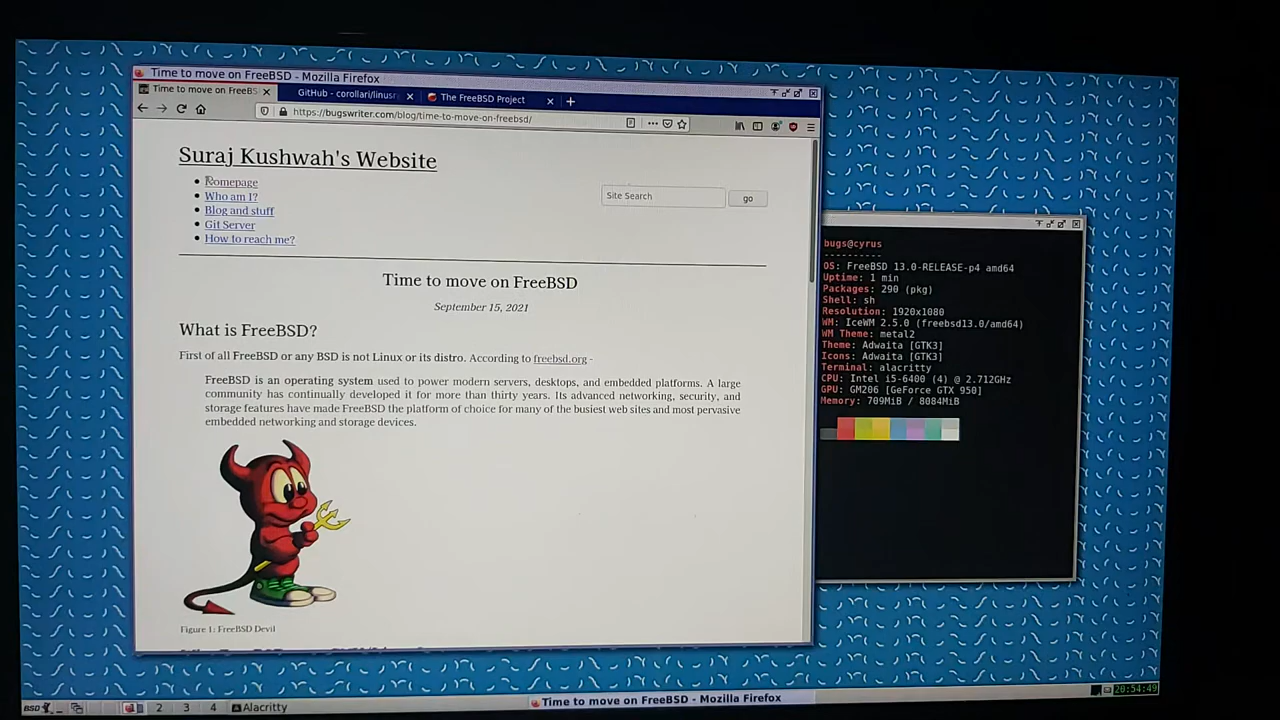 Time to move on FreeBSD - Mozilla Firefox
Time to move on FreeBS
GitHub - corollari/linusr
The FreeBSD Project
https://bugswriter.com/blog/time-to-move-on-freebsd/
Suraj Kushwah's Website
Homepage
Who am I?
Blog and stuff
Git Server
How to reach me?
Site Search
go
Time to move on FreeBSD
September 15, 2021
What is FreeBSD?
First of all FreeBSD or any BSD is not Linux or its distro. According to freebsd.org -
FreeBSD is an operating system used to power modern servers, desktops, and embedded platforms. A large
community has continually developed it for more than thirty years. Its advanced networking, security, and
storage features have made FreeBSD the platform of choice for many of the busiest web sites and most pervasive
embedded networking and storage devices.
Figure 1: FreeBSD Devil
bugs@cyrus
----------
OS: FreeBSD 13.0-RELEASE-p4 amd64
Uptime: 1 min
Packages: 290 (pkg)
Shell: sh
Resolution: 1920x1080
WM: IceWM 2.5.0 (freebsd13.0/amd64)
WM Theme: metal2
Theme: Adwaita [GTK3]
Icons: Adwaita [GTK3]
Terminal: alacritty
CPU: Intel i5-6400 (4) @ 2.712GHz
GPU: GM206 [GeForce GTX 950]
Memory: 709MiB / 8084MiB
BSD
2
3
4
Alacritty
Time to move on FreeBSD - Mozilla Firefox
20:54:49